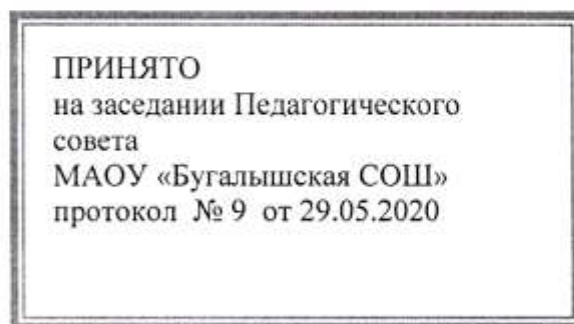 ПРИНЯТО
на заседании Педагогического
совета
МАОУ «Бугалышская СОШ»
протокол № 9 от 29.05.2020